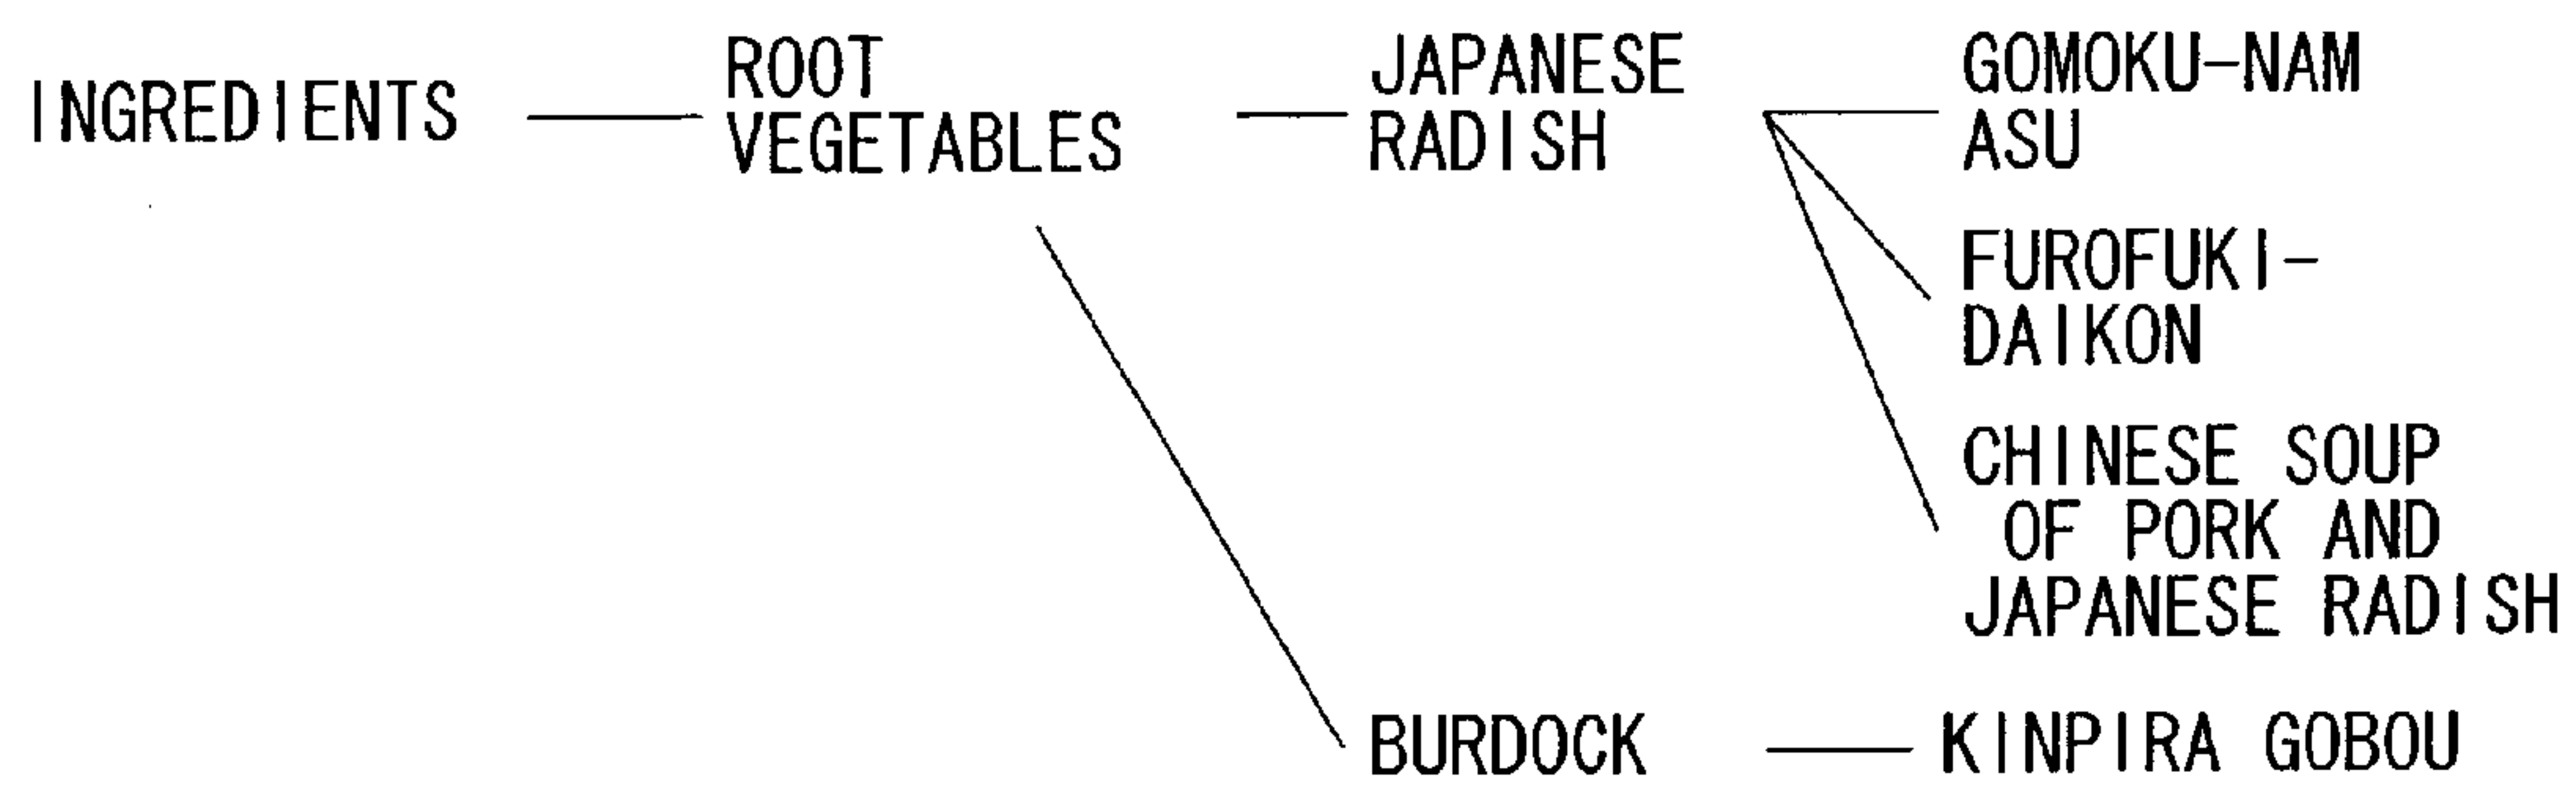 INGREDIENTS
ROOT
VEGETABLES
JAPANESE
RADISH
GOMOKU-NAM
ASU
FUROFUKI-
DAIKON
CHINESE SOUP
OF PORK AND
JAPANESE RADISH
BURDOCK
KINPIRA GOBOU